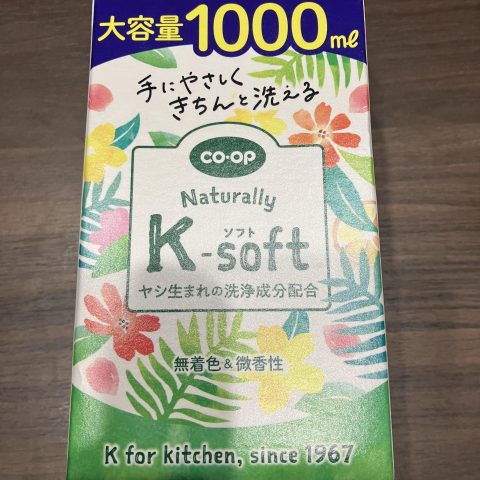 大容量1000ml
手にやさしく
きちんと洗える
CO·OP
Naturally
ソフト
K-soft
ヤシ生まれの洗浄成分配合
無着色&微香性
K for kitchen, since 1967